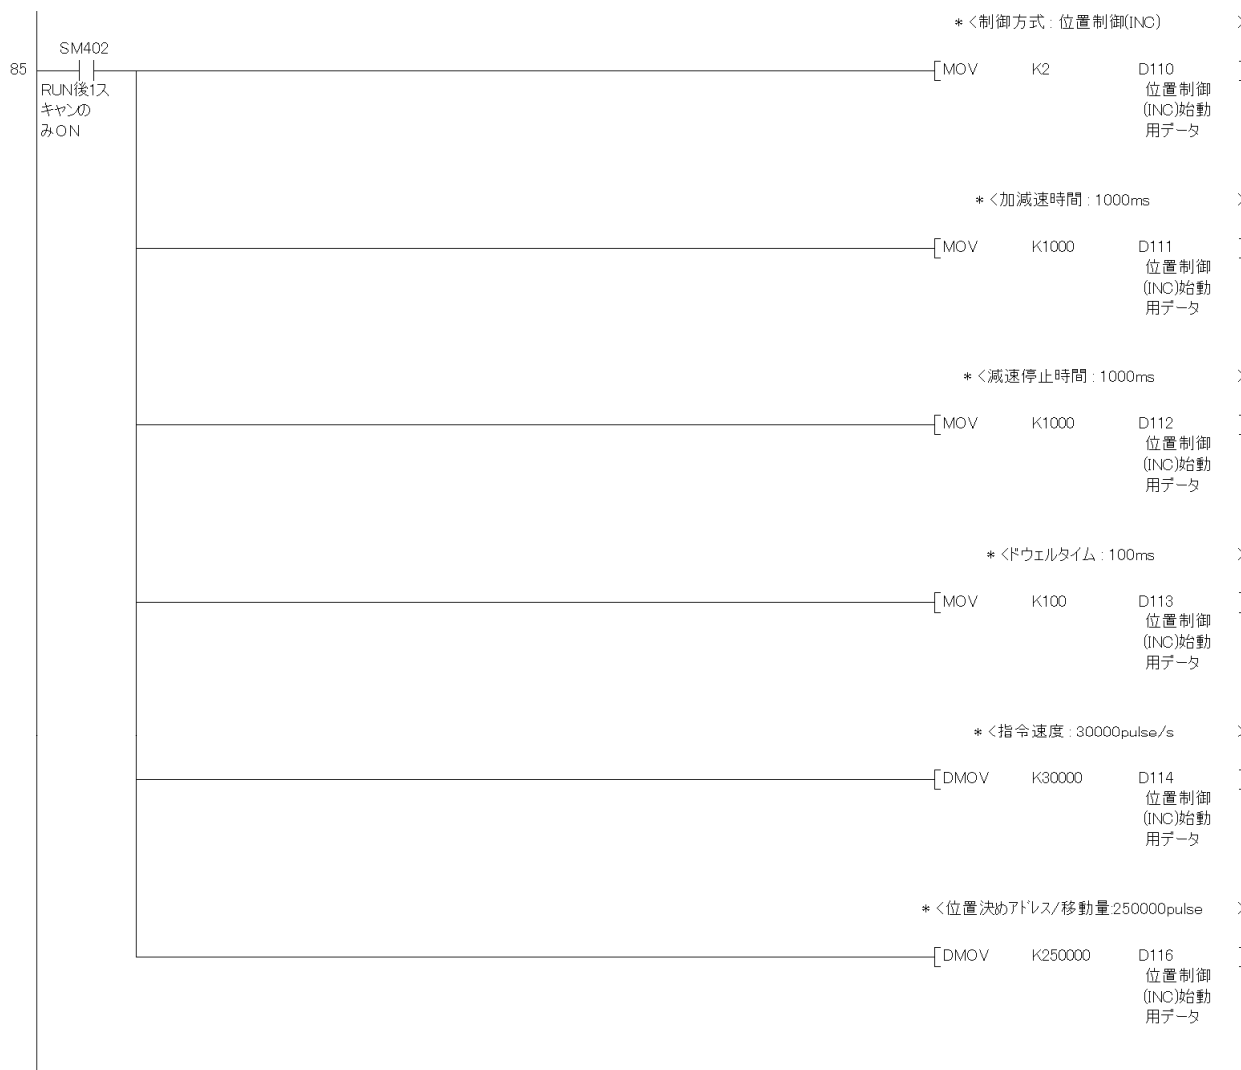 *<制御方式 : 位置制御(INC) >
SM402
85
[MOV K2 D110 ]
RUN後1ス
キャンの
みON
位置制御
(INC)始動
用データ
*<加減速時間 : 1000ms >
[MOV K1000 D111 ]
位置制御
(INC)始動
用データ
*<減速停止時間 : 1000ms >
[MOV K1000 D112 ]
位置制御
(INC)始動
用データ
*<ドウェルタイム : 100ms >
[MOV K100 D113 ]
位置制御
(INC)始動
用データ
*<指令速度 : 30000pulse/s >
[DMOV K30000 D114 ]
位置制御
(INC)始動
用データ
*<位置決めアドレス/移動量:250000pulse >
[DMOV K250000 D116 ]
位置制御
(INC)始動
用データ